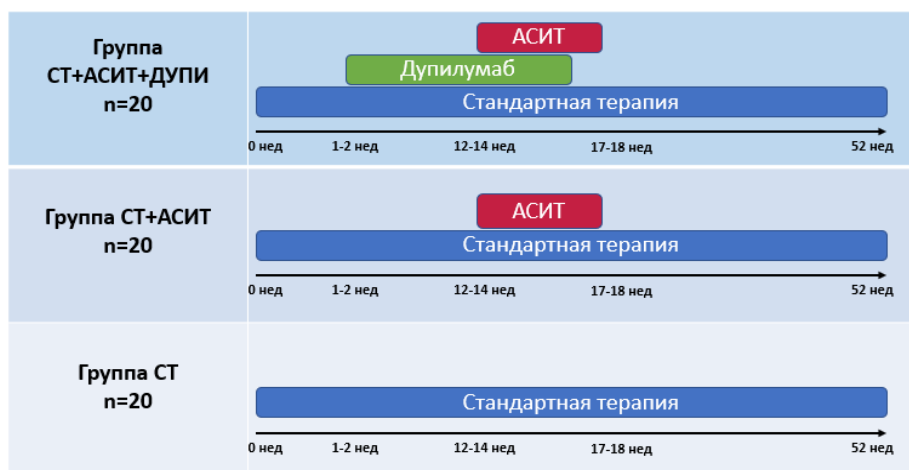 Группа
СТ+АСИТ+ДУПИ
n=20
АСИТ
Дупилумаб
Стандартная терапия
0 нед 1-2 нед 12-14 нед 17-18 нед 52 нед
Группа СТ+АСИТ
n=20
АСИТ
Стандартная терапия
0 нед 1-2 нед 12-14 нед 17-18 нед 52 нед
Группа СТ
n=20
Стандартная терапия
0 нед 1-2 нед 12-14 нед 17-18 нед 52 нед